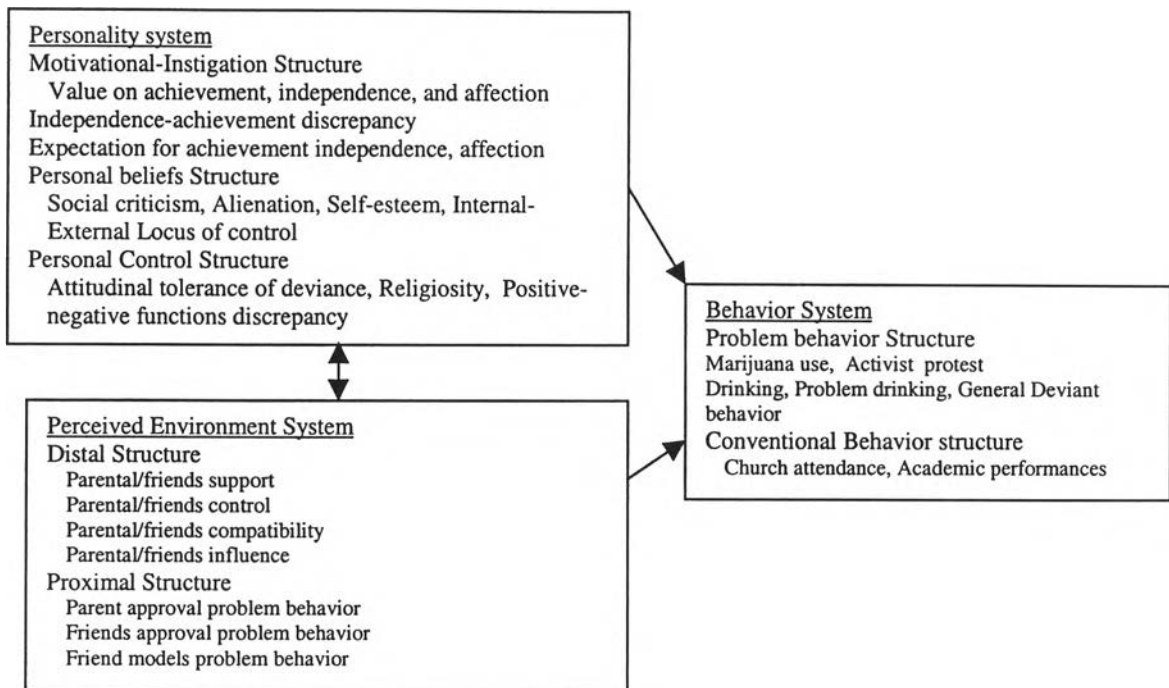 Personality system
Motivational-Instigation Structure
Value on achievement, independence, and affection
Independence-achievement discrepancy
Expectation for achievement independence, affection
Personal beliefs Structure
Social criticism, Alienation, Self-esteem, Internal-
External Locus of control
Personal Control Structure
Attitudinal tolerance of deviance, Religiosity, Positive-
negative functions discrepancy
Perceived Environment System
Distal Structure
Parental/friends support
Parental/friends control
Parental/friends compatibility
Parental/friends influence
Proximal Structure
Parent approval problem behavior
Friends approval problem behavior
Friend models problem behavior
Behavior System
Problem behavior Structure
Marijuana use, Activist protest
Drinking, Problem drinking, General Deviant
behavior
Conventional Behavior structure
Church attendance, Academic performances